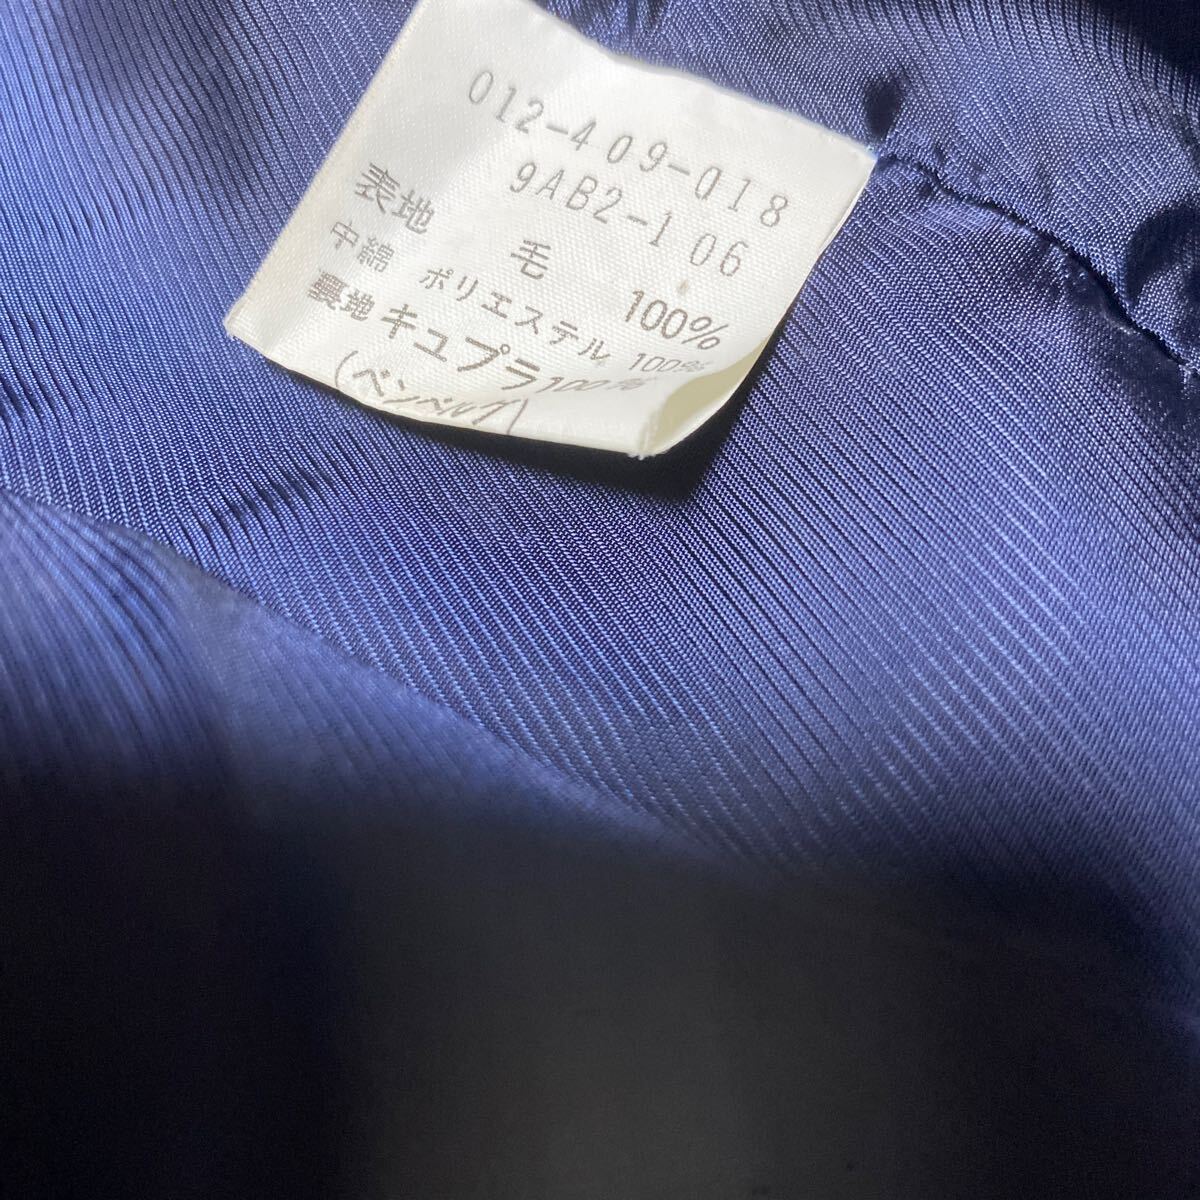 012-409-018
9AB2-106
表地 毛 100%
中綿 ポリエステル 100%
裏地 キュプラ 100%
(ベンベルグ)